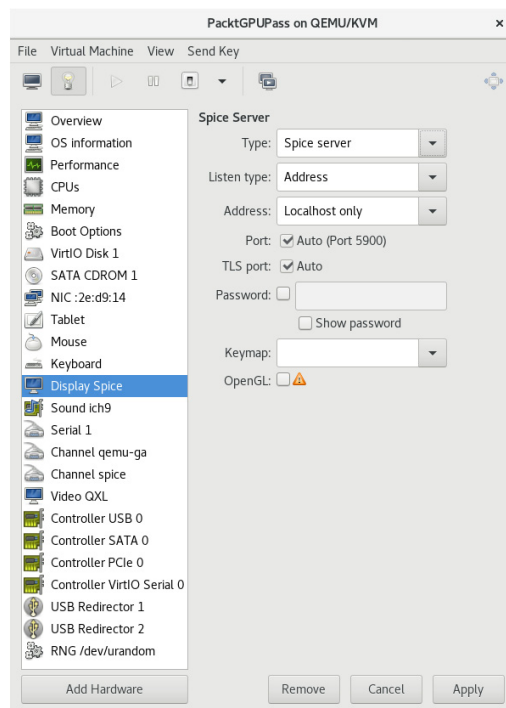 PacktGPUPass on QEMU/KVM ×
File Virtual Machine View Send Key
Overview
OS information
Performance
CPUs
Memory
Boot Options
VirtIO Disk 1
SATA CDROM 1
NIC :2e:d9:14
Tablet
Mouse
Keyboard
Display Spice
Sound ich9
Serial 1
Channel qemu-ga
Channel spice
Video QXL
Controller USB 0
Controller SATA 0
Controller PCIe 0
Controller VirtIO Serial 0
USB Redirector 1
USB Redirector 2
RNG /dev/urandom
Add Hardware
Spice Server
Type: Spice server
Listen type: Address
Address: Localhost only
Port: Auto (Port 5900)
TLS port: Auto
Password:
Show password
Keymap:
OpenGL:
Remove Cancel Apply